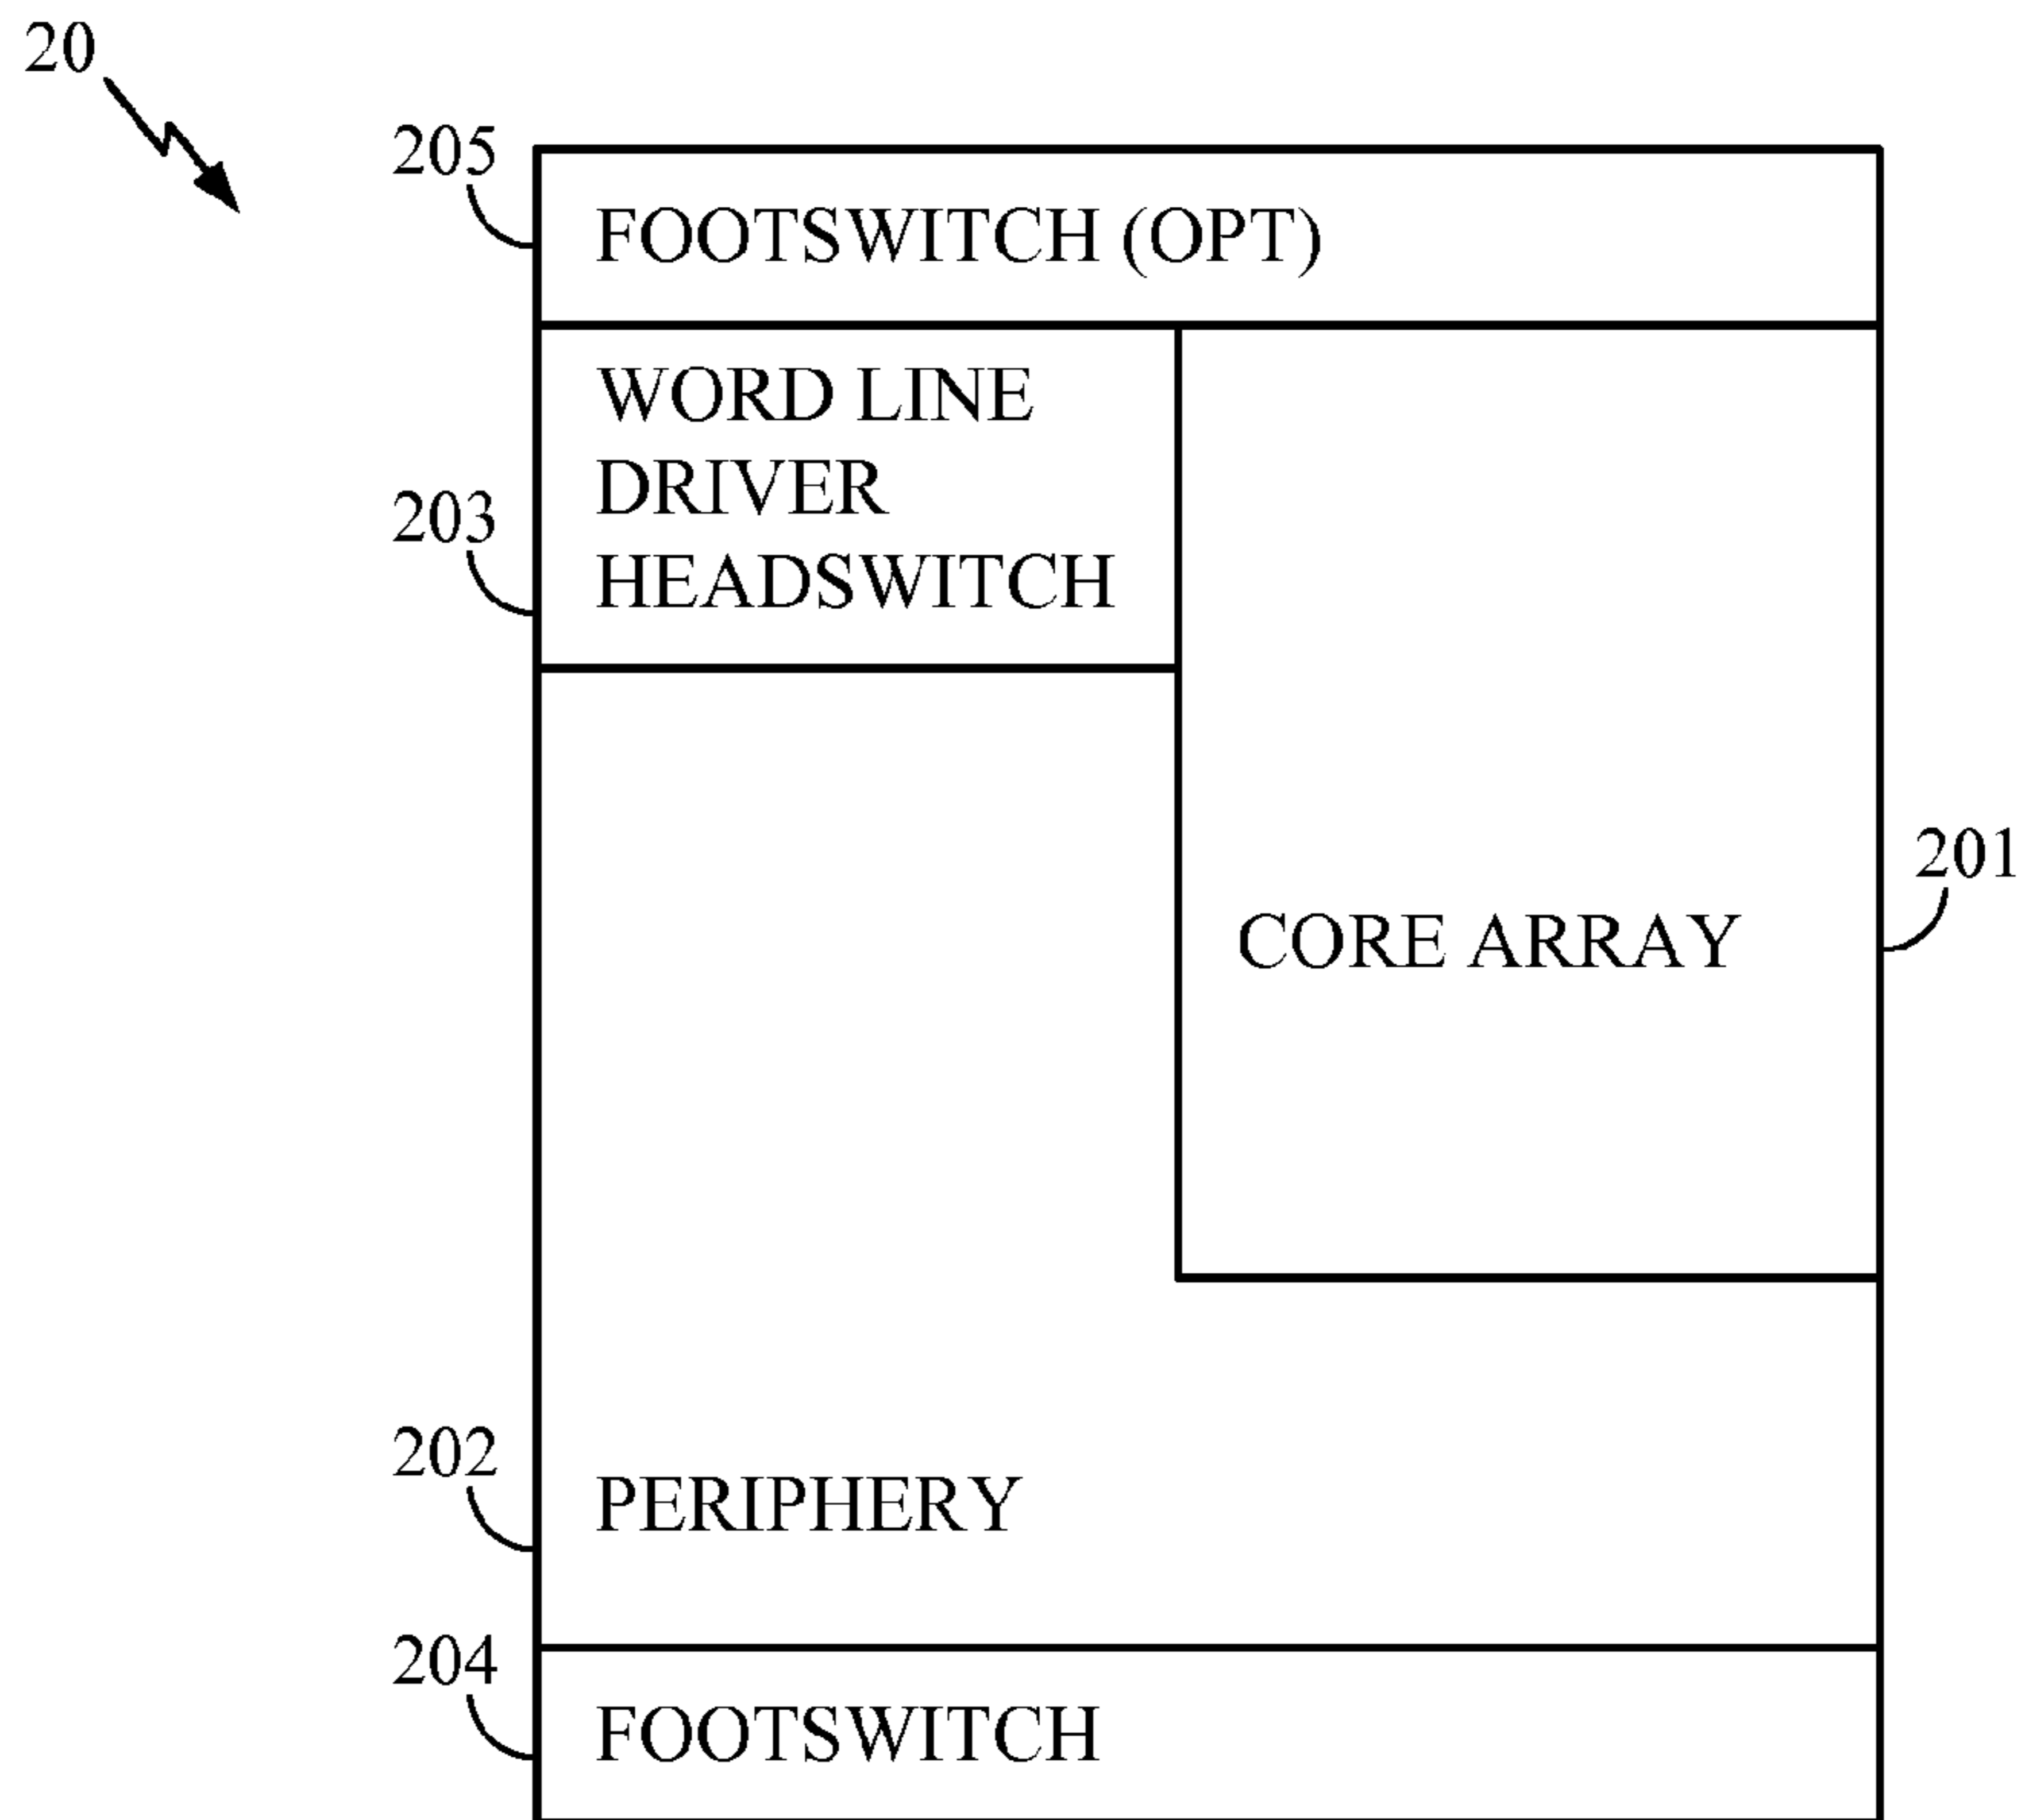 20
205
FOOTSWITCH (OPT)
WORD LINE
DRIVER
203
HEADSWITCH
201
CORE ARRAY
202
PERIPHERY
204
FOOTSWITCH